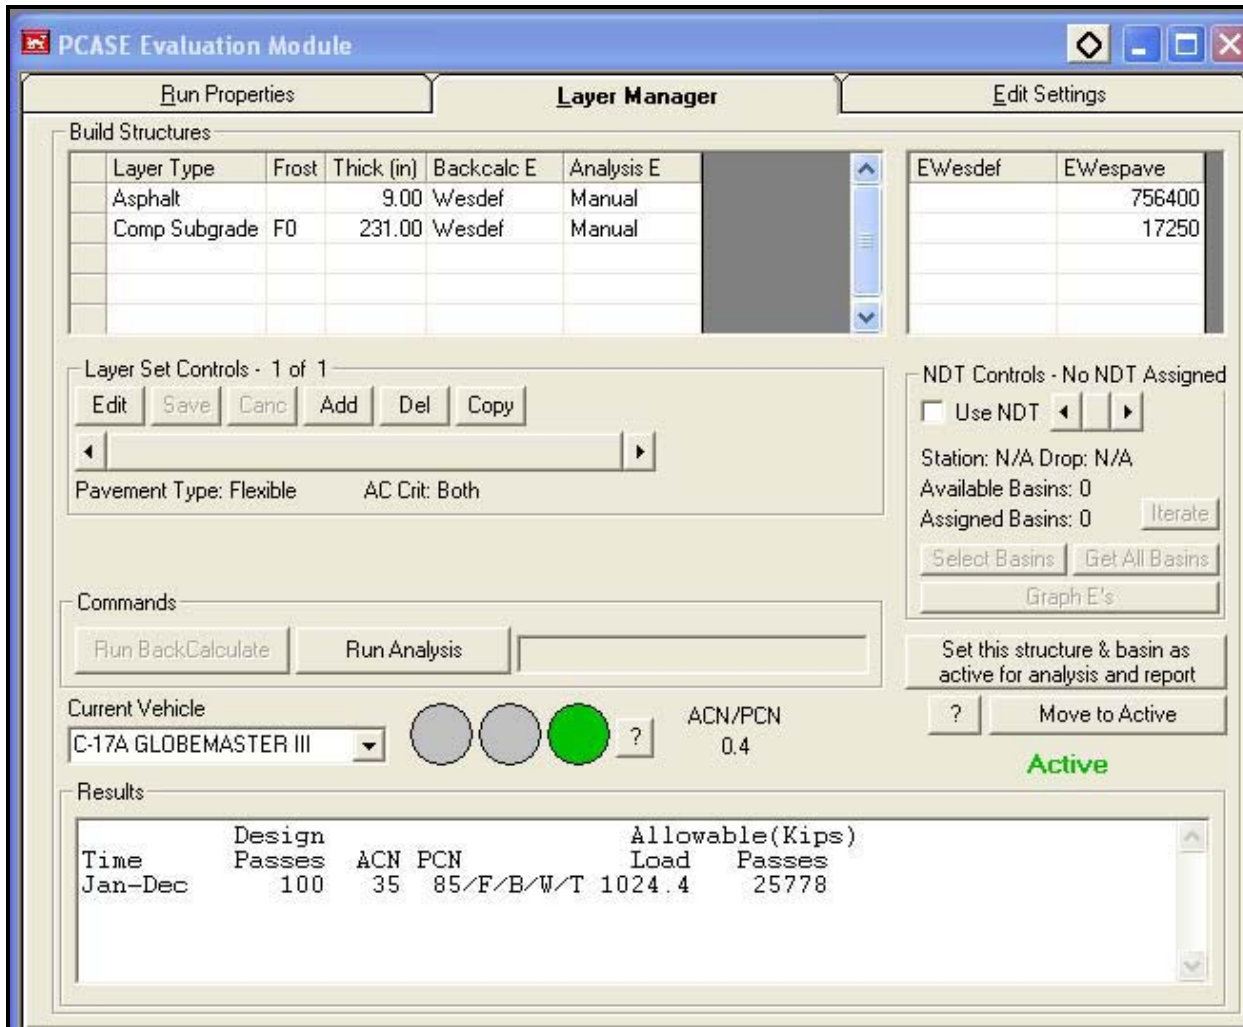 PCASE Evaluation Module
Run Properties Layer Manager Edit Settings
Build Structures
Layer Type Frost Thick (in) Backcalc E Analysis E EWesdef EWespave
Asphalt 9.00 Wesdef Manual 756400
Comp Subgrade F0 231.00 Wesdef Manual 17250
Layer Set Controls - 1 of 1
Edit Save Canc Add Del Copy
Pavement Type: Flexible AC Crit: Both
NDT Controls - No NDT Assigned
Use NDT
Station: N/A Drop: N/A
Available Basins: 0
Assigned Basins: 0 Iterate
Select Basins Get All Basins
Graph E's
Commands
Run BackCalculate Run Analysis
Set this structure & basin as
active for analysis and report
? Move to Active
Active
Current Vehicle
C-17A GLOBEMASTER III
?
ACN/PCN
0.4
Results
Design Allowable(Kips)
Time Passes ACN PCN Load Passes
Jan-Dec 100 35 85/F/B/W/T 1024.4 25778